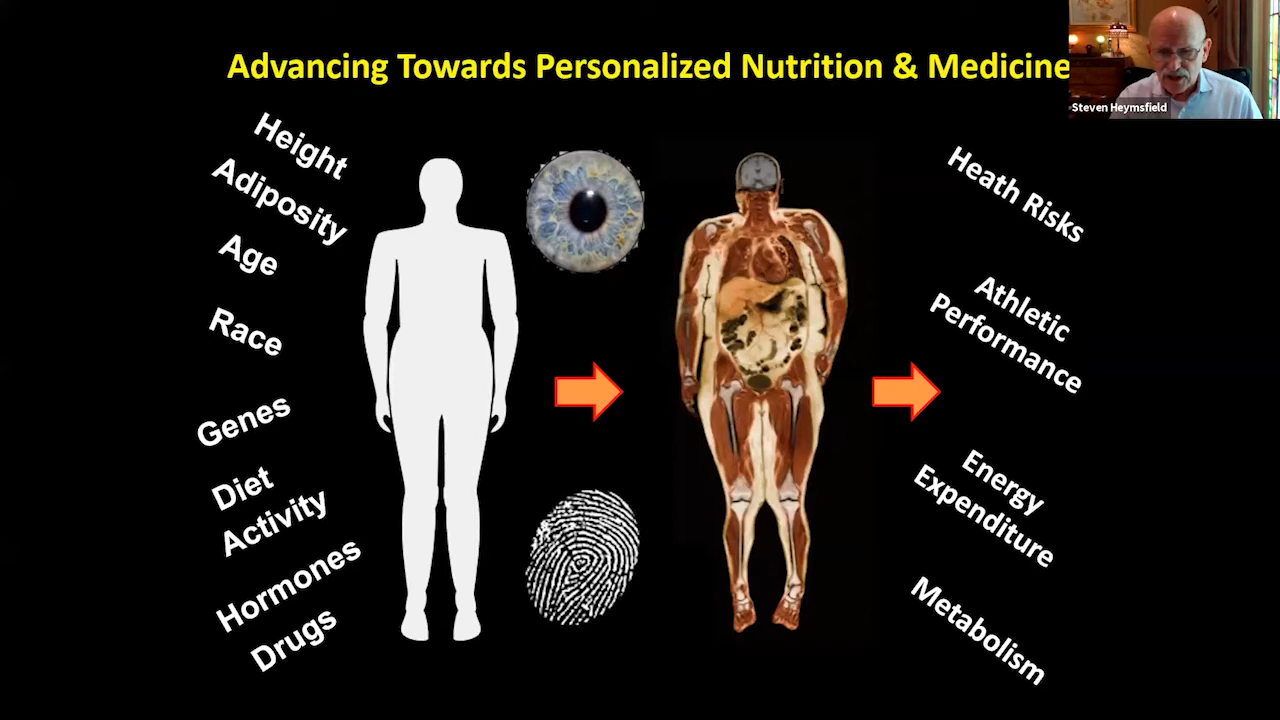 Advancing Towards Personalized Nutrition & Medicine
Steven Heymsfield
Height
Adiposity
Age
Race
Genes
Diet
Activity
Hormones
Drugs
Heath Risks
Athletic
Performance
Energy
Expenditure
Metabolism